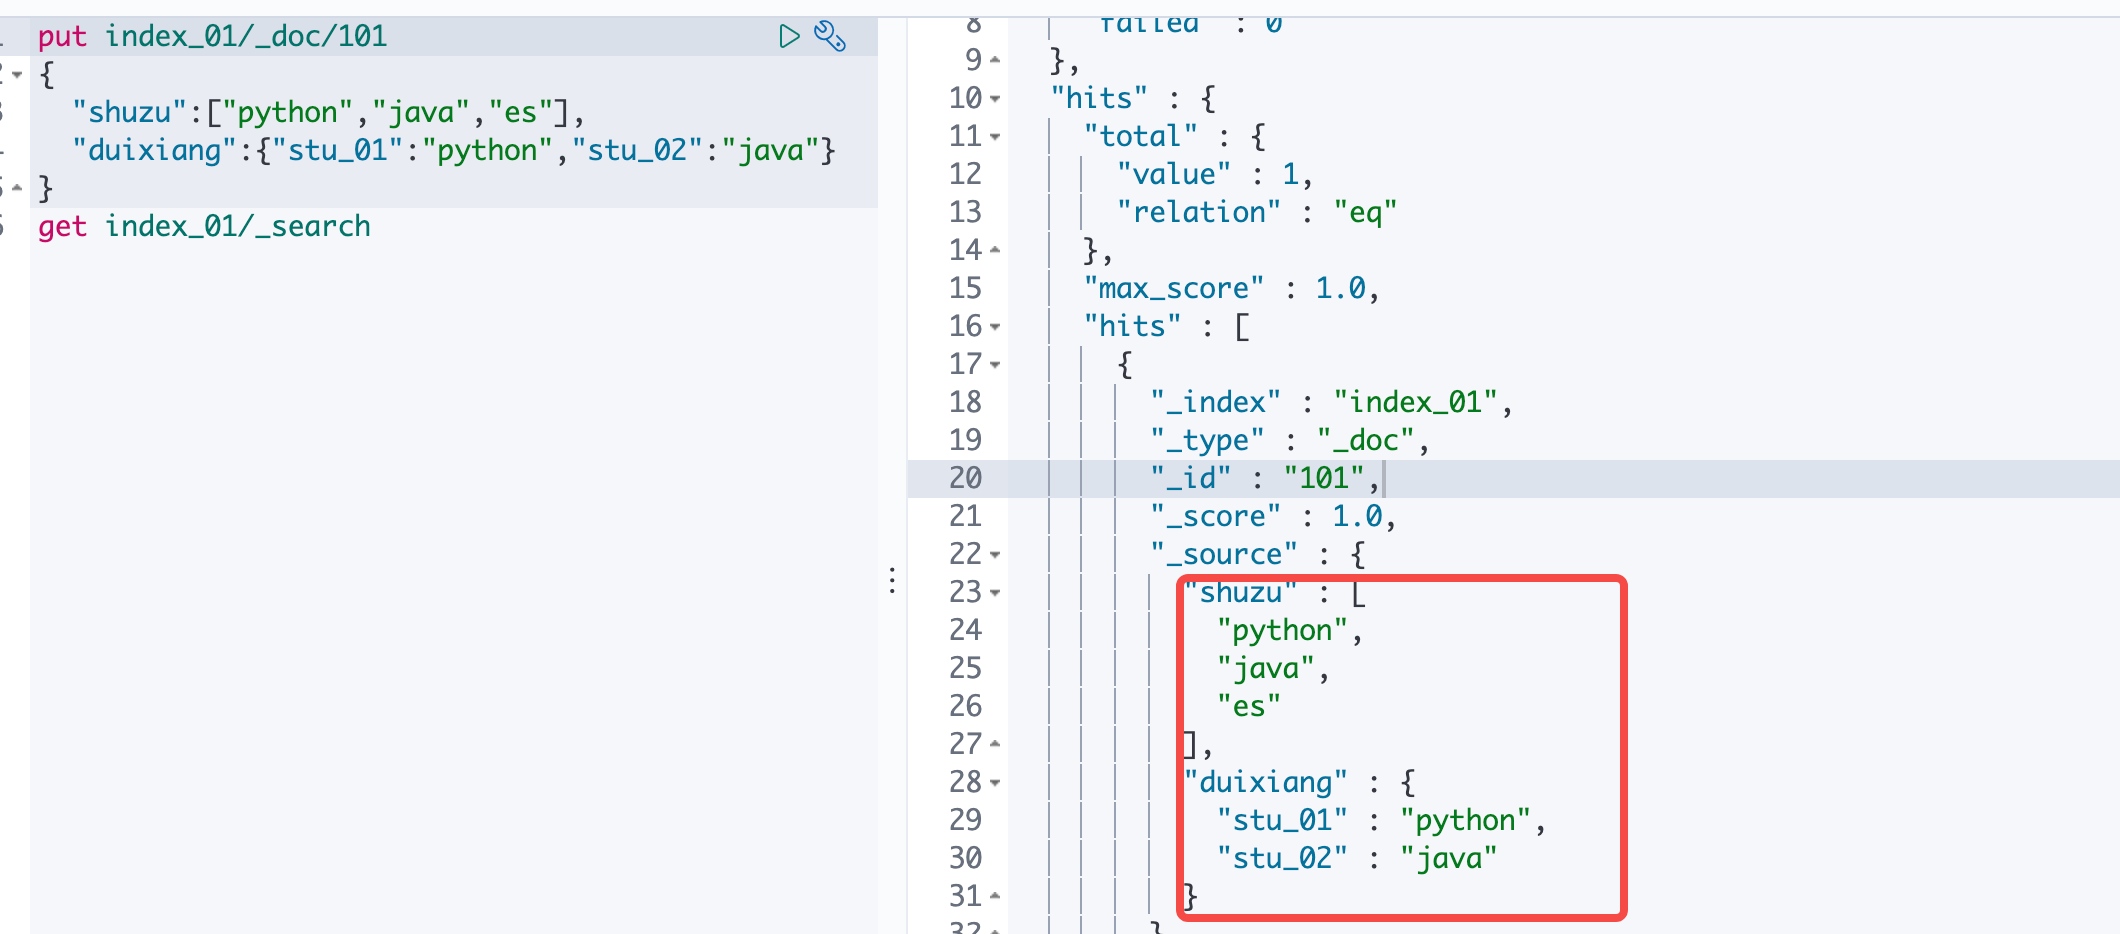 put index_01/_doc/101
{
"shuzu":["python","java","es"],
"duixiang":{"stu_01":"python","stu_02":"java"}
}
get index_01/_search
8 failed : 0
9 },
10 "hits" : {
11 "total" : {
12 "value" : 1,
13 "relation" : "eq"
14 },
15 "max_score" : 1.0,
16 "hits" : [
17 {
18 "_index" : "index_01",
19 "_type" : "_doc",
20 "_id" : "101",
21 "_score" : 1.0,
22 "_source" : {
23 "shuzu" : [
24 "python",
25 "java",
26 "es"
27 ],
28 "duixiang" : {
29 "stu_01" : "python",
30 "stu_02" : "java"
31 }
32 }